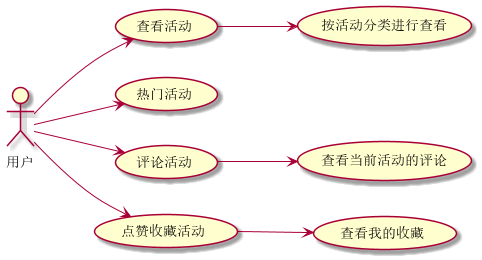 查看活动
按活动分类进行查看
热门活动
用户
评论活动
查看当前活动的评论
点赞收藏活动
查看我的收藏